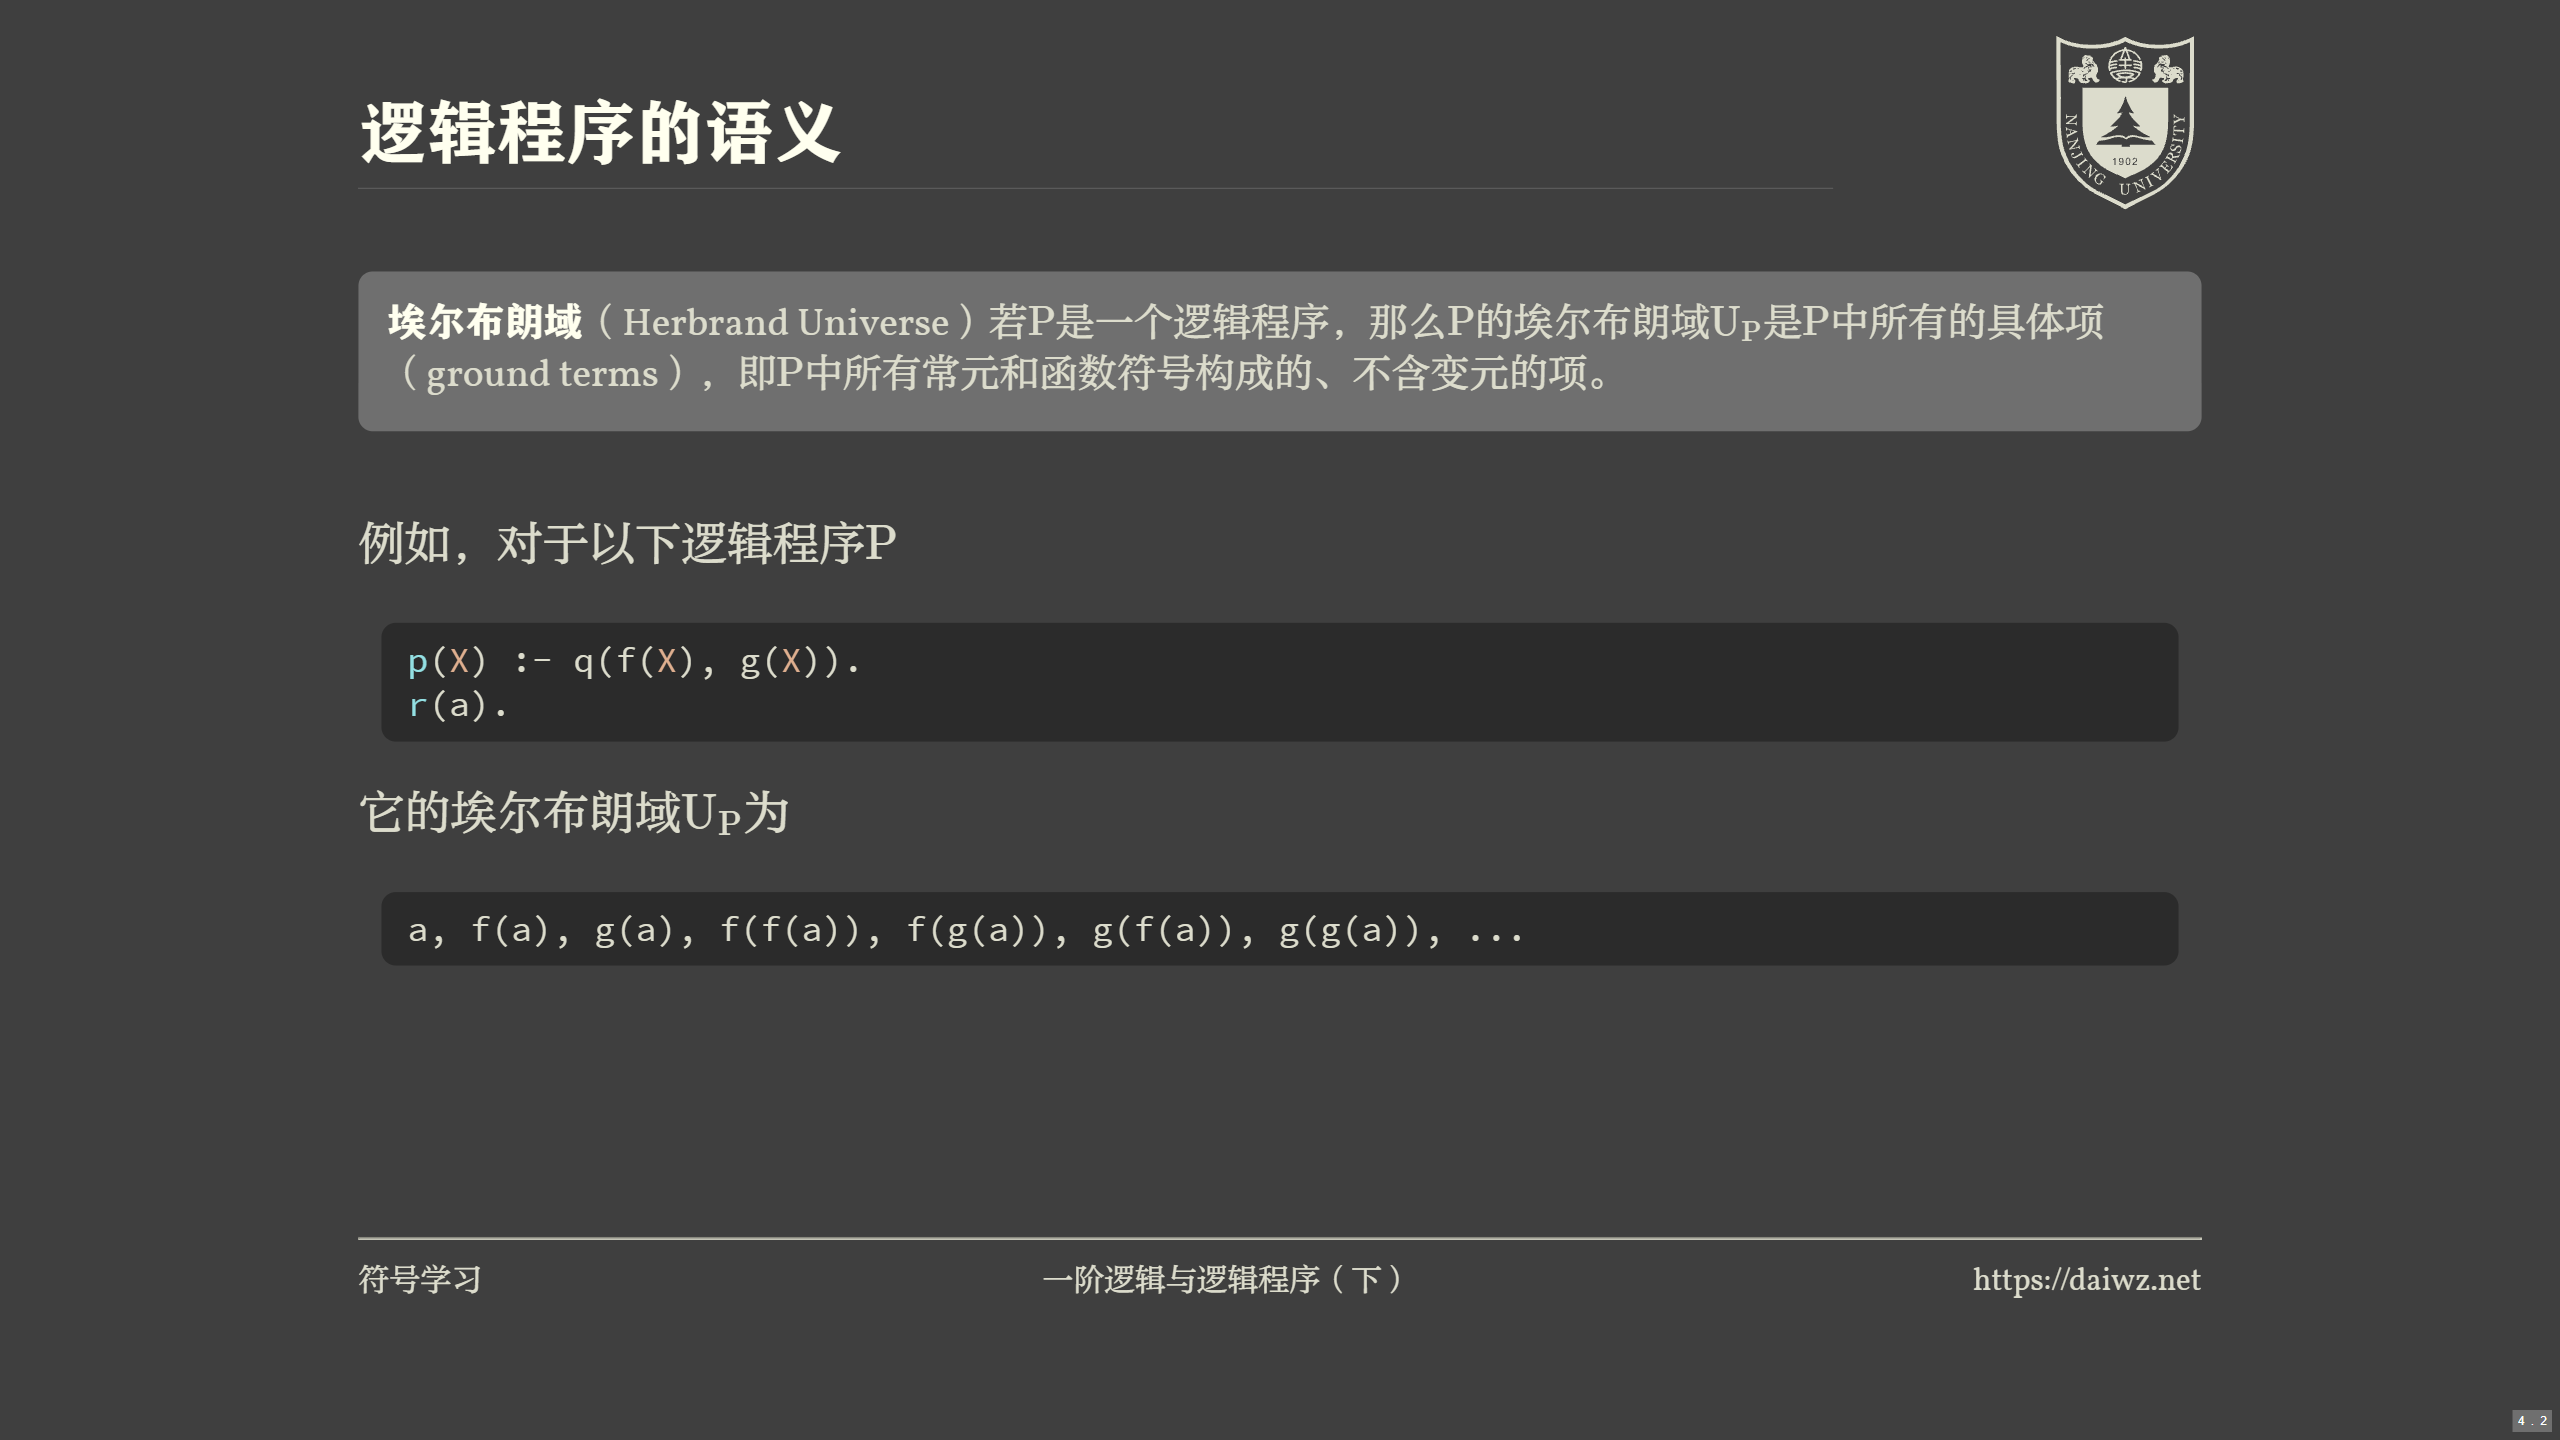 逻辑程序的语义
NANJING UNIVERSITY
1902
埃尔布朗域（Herbrand Universe）若P是一个逻辑程序，那么P的埃尔布朗域U_P是P中所有的具体项
（ground terms），即P中所有常元和函数符号构成的、不含变元的项。
例如，对于以下逻辑程序P
p(X) :- q(f(X), g(X)).
r(a).
它的埃尔布朗域U_P为
a, f(a), g(a), f(f(a)), f(g(a)), g(f(a)), g(g(a)), ...
符号学习
一阶逻辑与逻辑程序（下）
https://daiwz.net
4.2